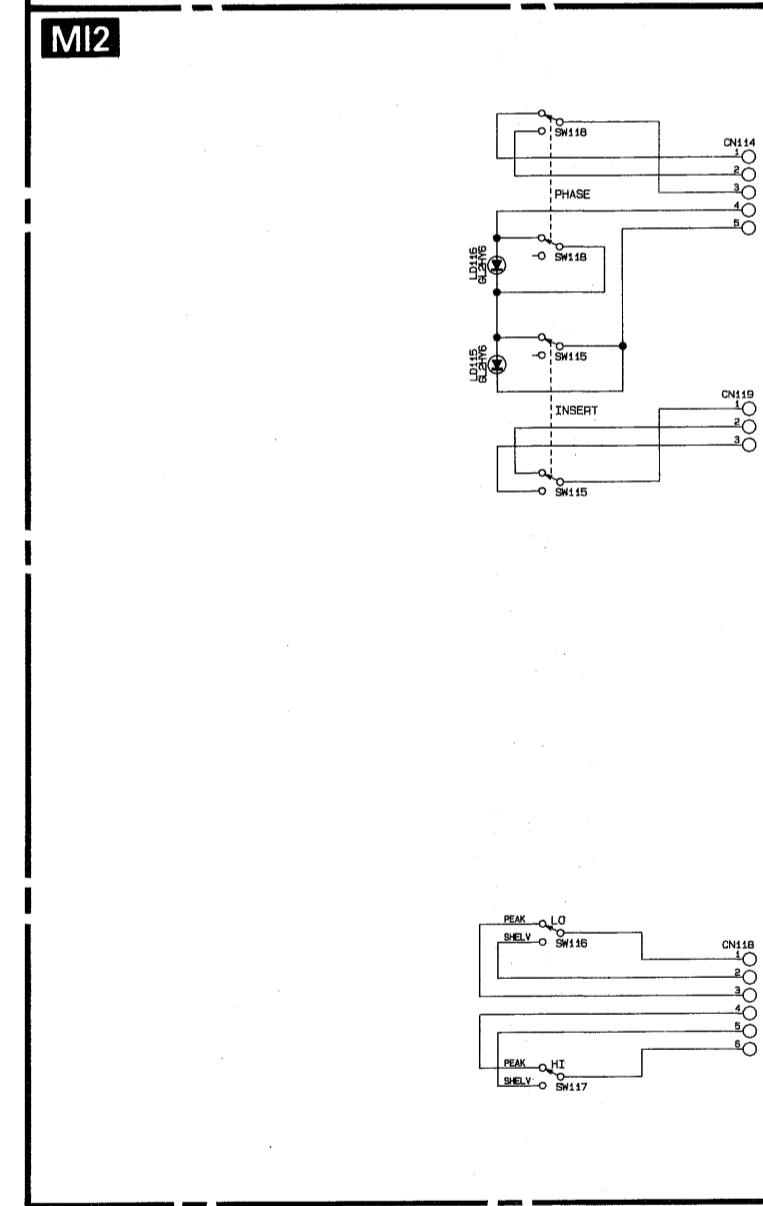 MI2
SW118
CN114
1
2
3
4
5
PHASE
LD116
GL2HY6
SW118
LD115
GL2HY6
SW115
INSERT
CN119
1
2
3
SW115
PEAK LO
SHELV SW116
CN118
1
2
3
4
5
6
PEAK HI
SHELV SW117